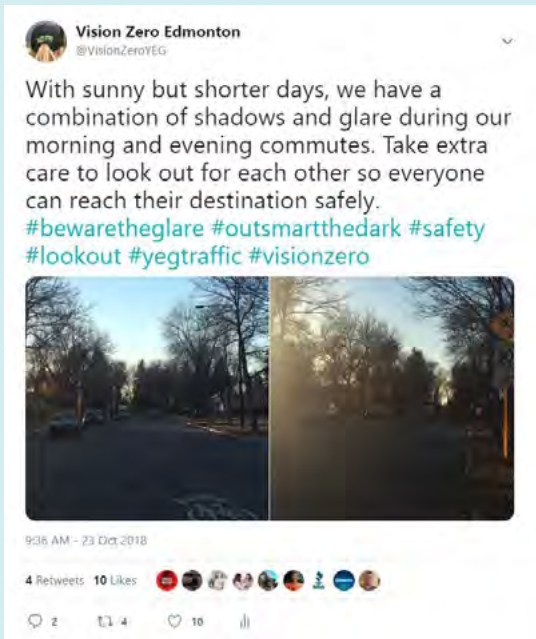 Vision Zero Edmonton
@VisionZeroYEG
With sunny but shorter days, we have a
combination of shadows and glare during our
morning and evening commutes. Take extra
care to look out for each other so everyone
can reach their destination safely.
#bewaretheglare #outsmartthedark #safety
#lookout #yegtraffic #visionzero
9:36 AM - 23 Oct 2018
4 Retweets 10 Likes
2 4 10